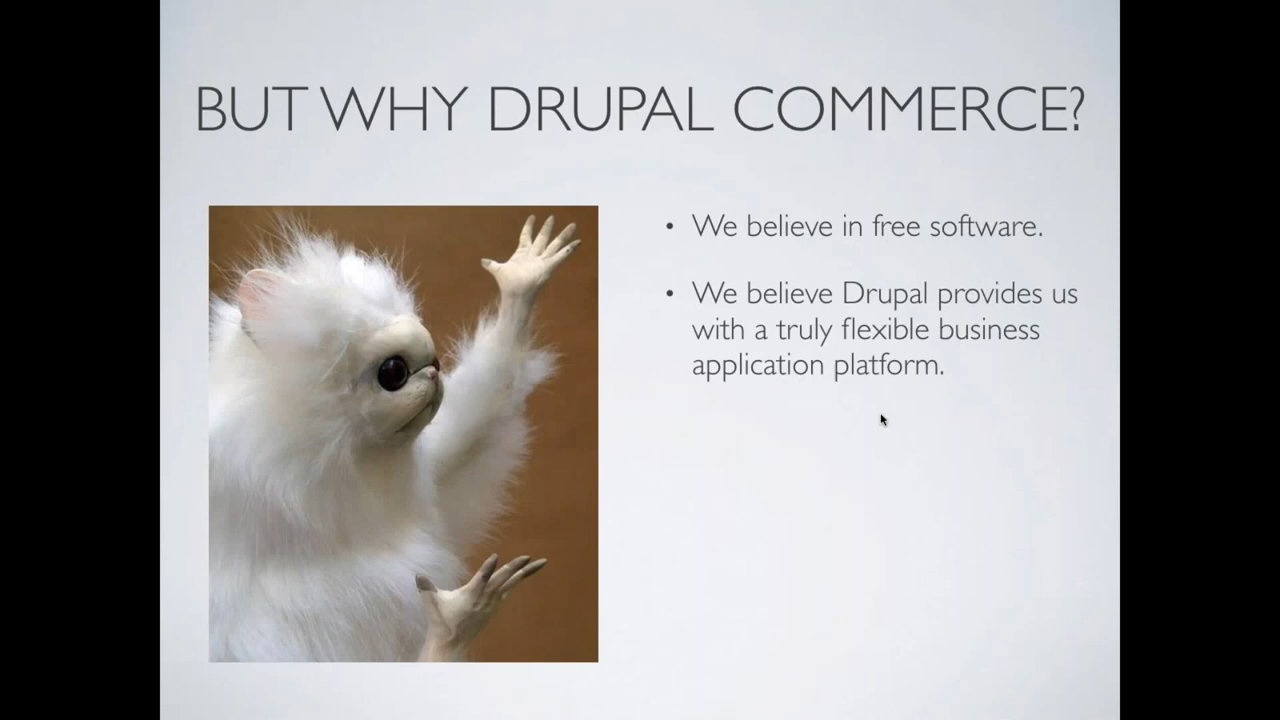 BUT WHY DRUPAL COMMERCE?
• We believe in free software.
• We believe Drupal provides us
with a truly flexible business
application platform.